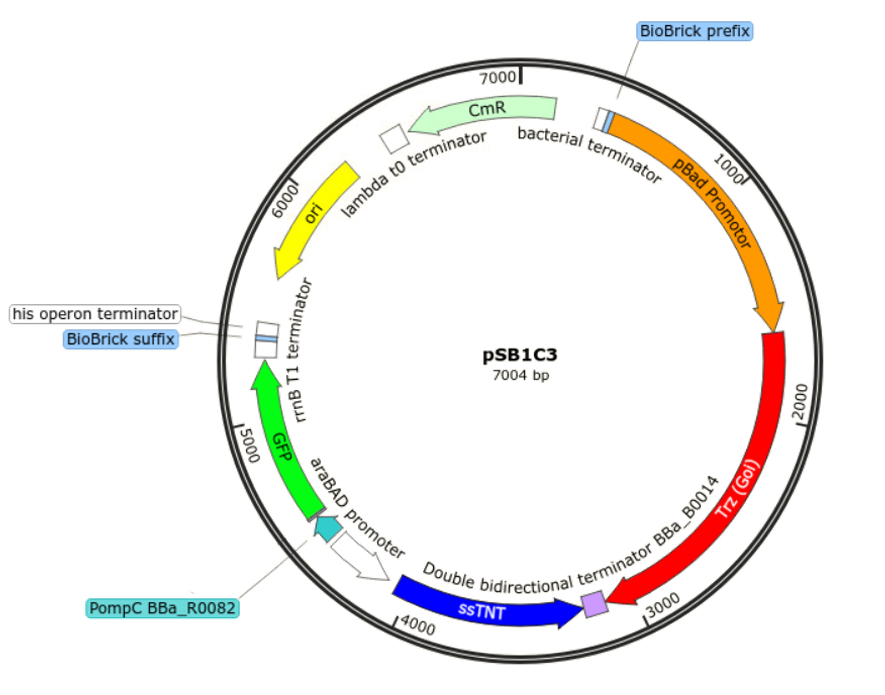 BioBrick prefix
7000
CmR
bacterial terminator
lambda t0 terminator
pBad Promotor
1000
6000
ori
his operon terminator
BioBrick suffix
rrnB T1 terminator
pSB1C3
7004 bp
2000
5000
GFP
araBAD promoter
Trz (GoI)
Double bidirectional terminator BBa_B0014
PompC BBa_R0082
ssTNT
3000
4000